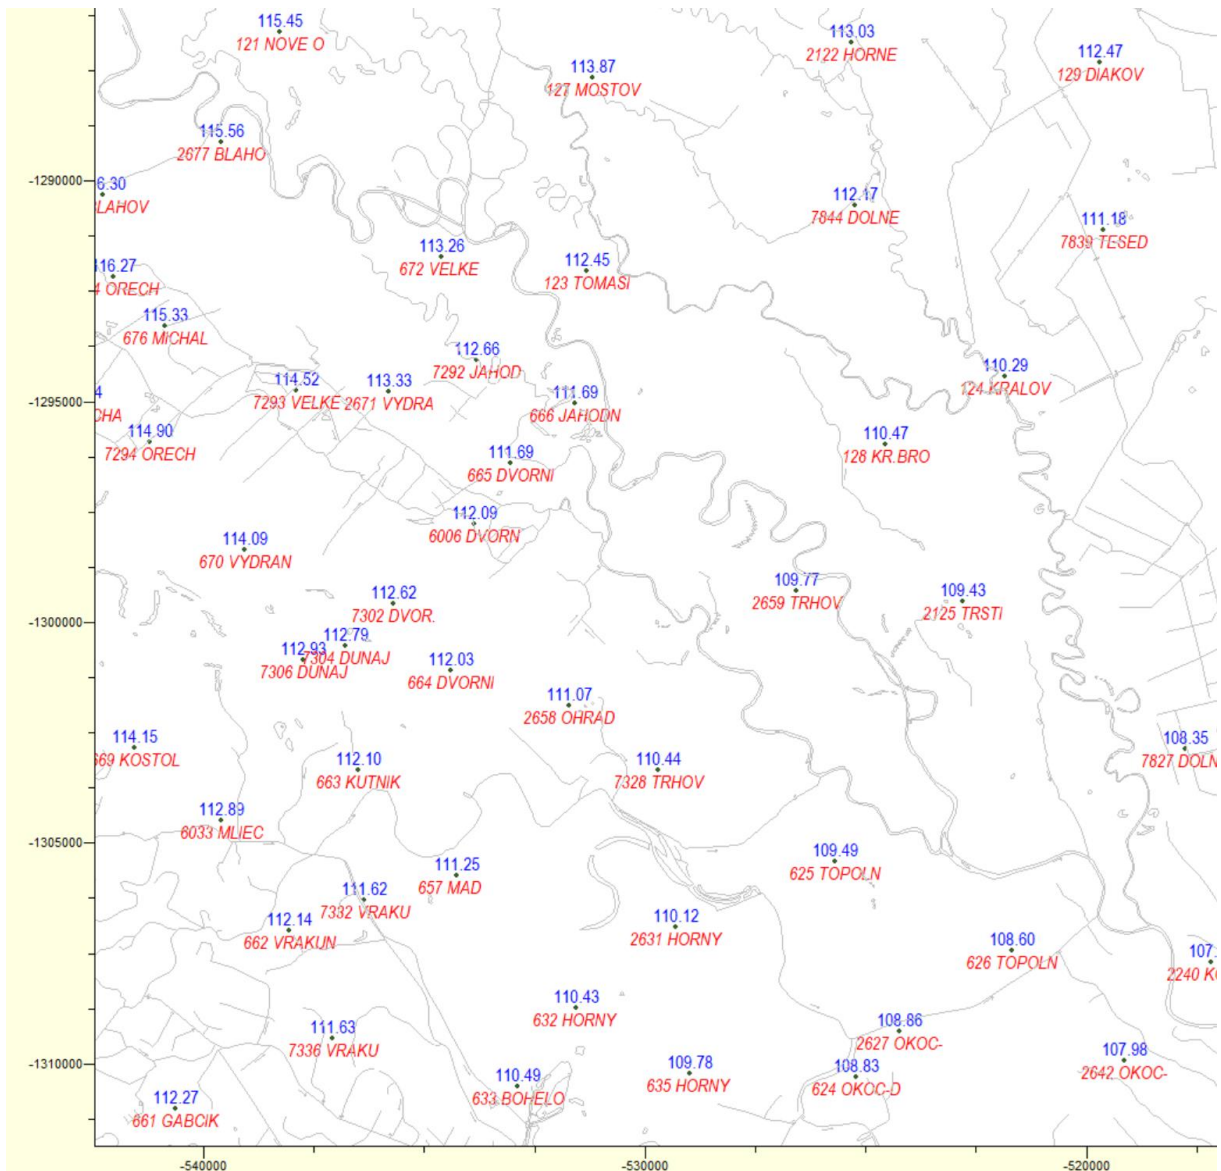 115.45
121 NOVE O
113.03
2122 HORNE
113.87
127 MOSTOV
112.47
129 DIAKOV
115.56
2677 BLAHO
-1290000
6.30
LAHOV
112.17
7844 DOLNE
111.18
7839 TESED
113.26
672 VELKE
112.45
123 TOMASI
116.27
4 ORECH
115.33
676 MICHAL
112.66
7292 JAHOD
110.29
124 KRALOV
114.52
7293 VELKE
113.33
2671 VYDRA
111.69
666 JAHODN
-1295000
4
CHA
114.90
7294 ORECH
110.47
128 KR.BRO
111.69
665 DVORNI
112.09
6006 DVORN
114.09
670 VYDRAN
109.77
2659 TRHOV
109.43
2125 TRSTI
112.62
7302 DVOR.
-1300000
112.79
7304 DUNAJ
112.93
7306 DUNAJ
112.03
664 DVORNI
111.07
2658 OHRAD
114.15
669 KOSTOL
108.35
7827 DOLN
112.10
663 KUTNIK
110.44
7328 TRHOV
112.89
6033 MLIEC
-1305000
109.49
625 TOPOLN
111.25
657 MAD
111.62
7332 VRAKU
112.14
662 VRAKUN
110.12
2631 HORNY
108.60
626 TOPOLN
107.
2240 K
110.43
632 HORNY
111.63
7336 VRAKU
108.86
2627 OKOC-
-1310000
107.98
2642 OKOC-
109.78
635 HORNY
108.83
624 OKOC-D
110.49
633 BOHELO
112.27
661 GABCIK
-540000
-530000
-520000